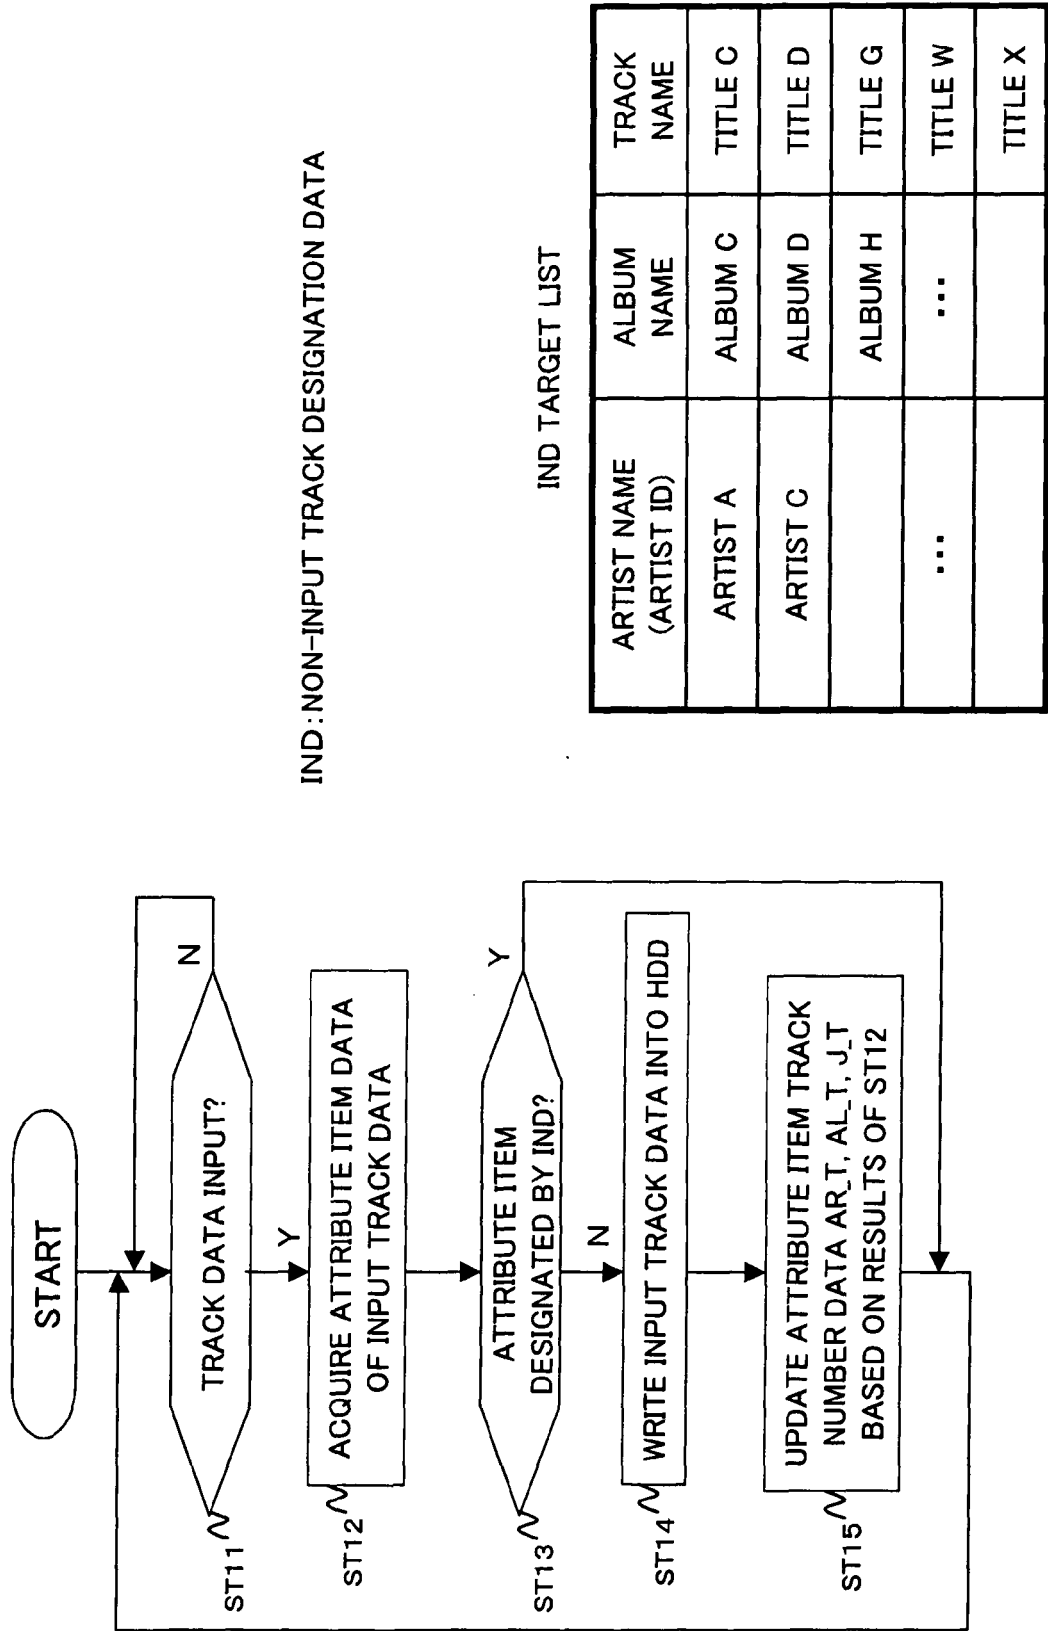 START
TRACK DATA INPUT?
N
ST11
Y
ACQUIRE ATTRIBUTE ITEM DATA
OF INPUT TRACK DATA
ST12
ATTRIBUTE ITEM
DESIGNATED BY IND?
Y
ST13
N
WRITE INPUT TRACK DATA INTO HDD
ST14
UPDATE ATTRIBUTE ITEM TRACK
NUMBER DATA AR_T, AL_T, J_T
BASED ON RESULTS OF ST12
ST15
IND:NON-INPUT TRACK DESIGNATION DATA
IND TARGET LIST
ARTIST NAME
(ARTIST ID)
ALBUM
NAME
TRACK
NAME
ARTIST A
ALBUM C
TITLE C
ARTIST C
ALBUM D
TITLE D
ALBUM H
TITLE G
...
...
TITLE W
TITLE X